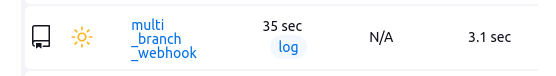 multi
_branch
_webhook
35 sec
log
N/A
3.1 sec